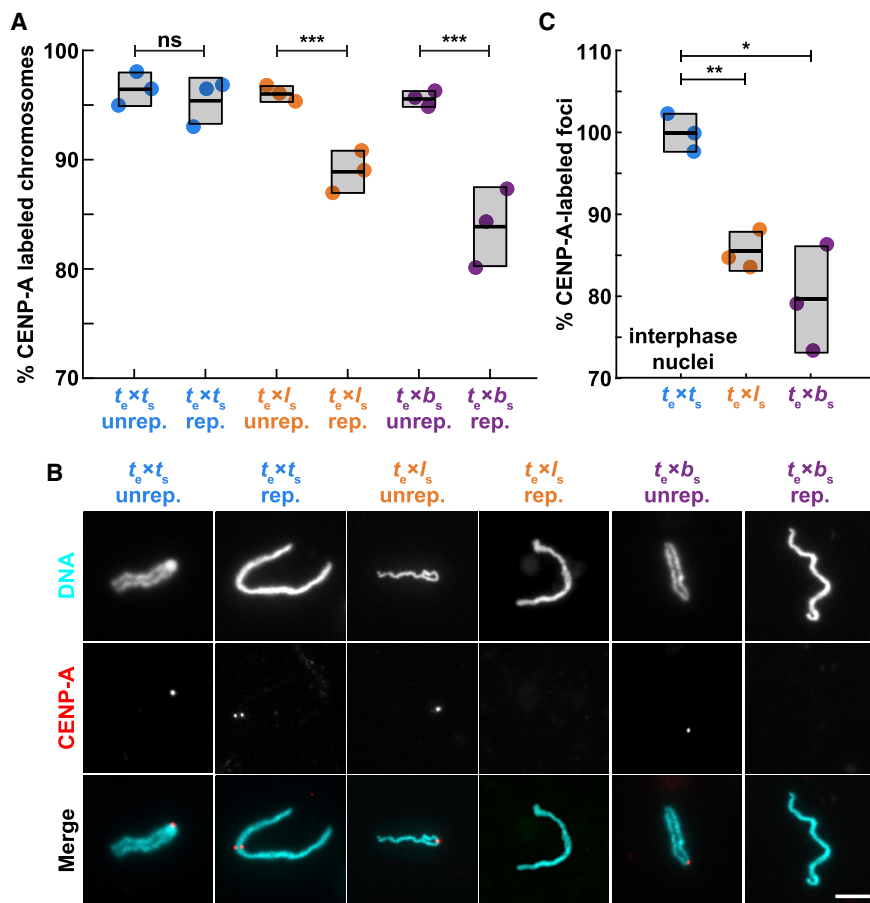 A
% CENP-A labeled chromosomes
100
90
80
70
ns
***
***
te×ts
unrep.
te×ts
rep.
te×ls
unrep.
te×ls
rep.
te×bs
unrep.
te×bs
rep.
C
% CENP-A-labeled foci
110
100
90
80
70
*
**
interphase
nuclei
te×ts
te×ls
te×bs
B
te×ts
unrep.
te×ts
rep.
te×ls
unrep.
te×ls
rep.
te×bs
unrep.
te×bs
rep.
DNA
CENP-A
Merge